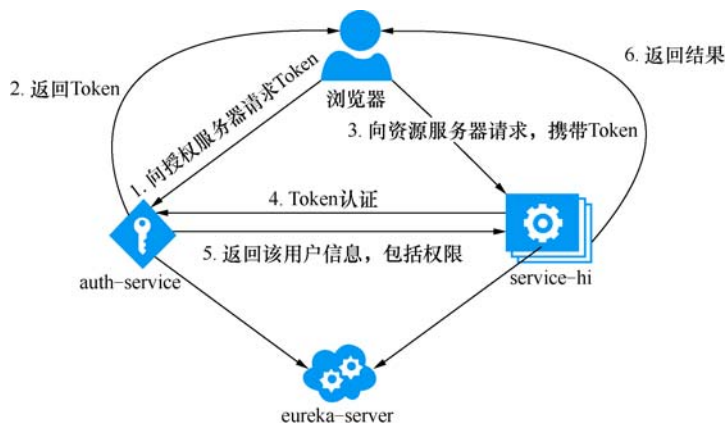 2. 返回Token
6. 返回结果
浏览器
1. 向授权服务器请求Token
3. 向资源服务器请求，携带Token
4. Token认证
5. 返回该用户信息，包括权限
auth-service
service-hi
eureka-server